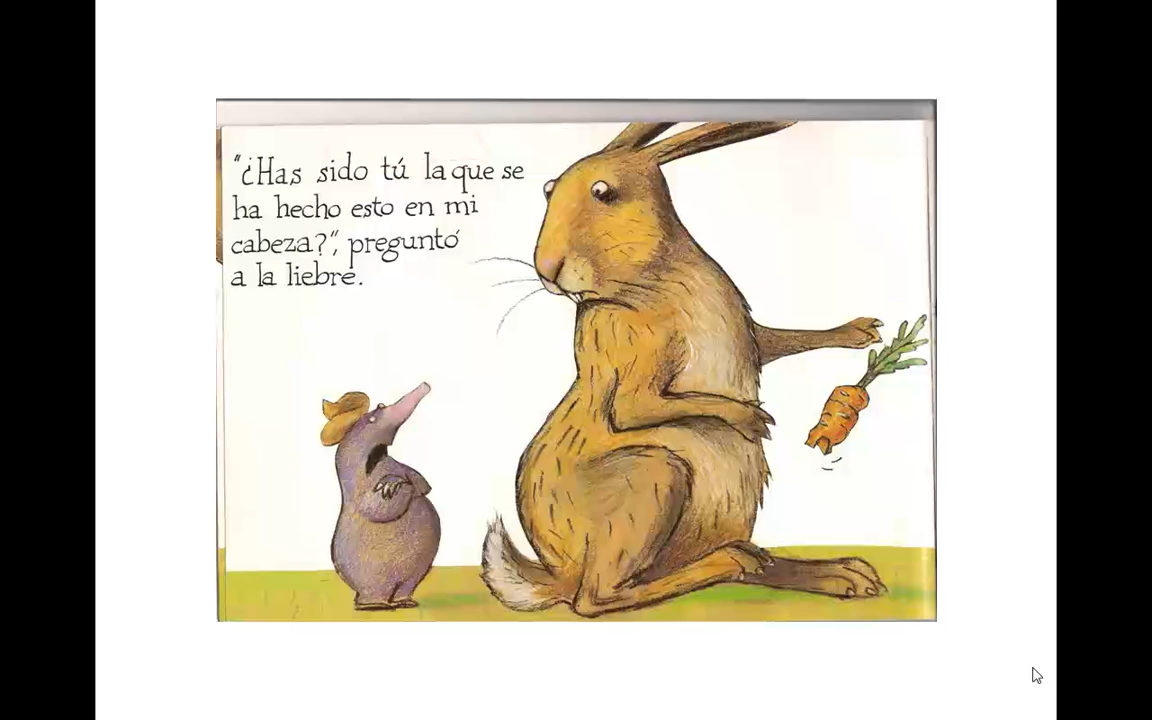 "¿Has sido tú la que se
ha hecho esto en mi
cabeza?", preguntó
a la liebre.